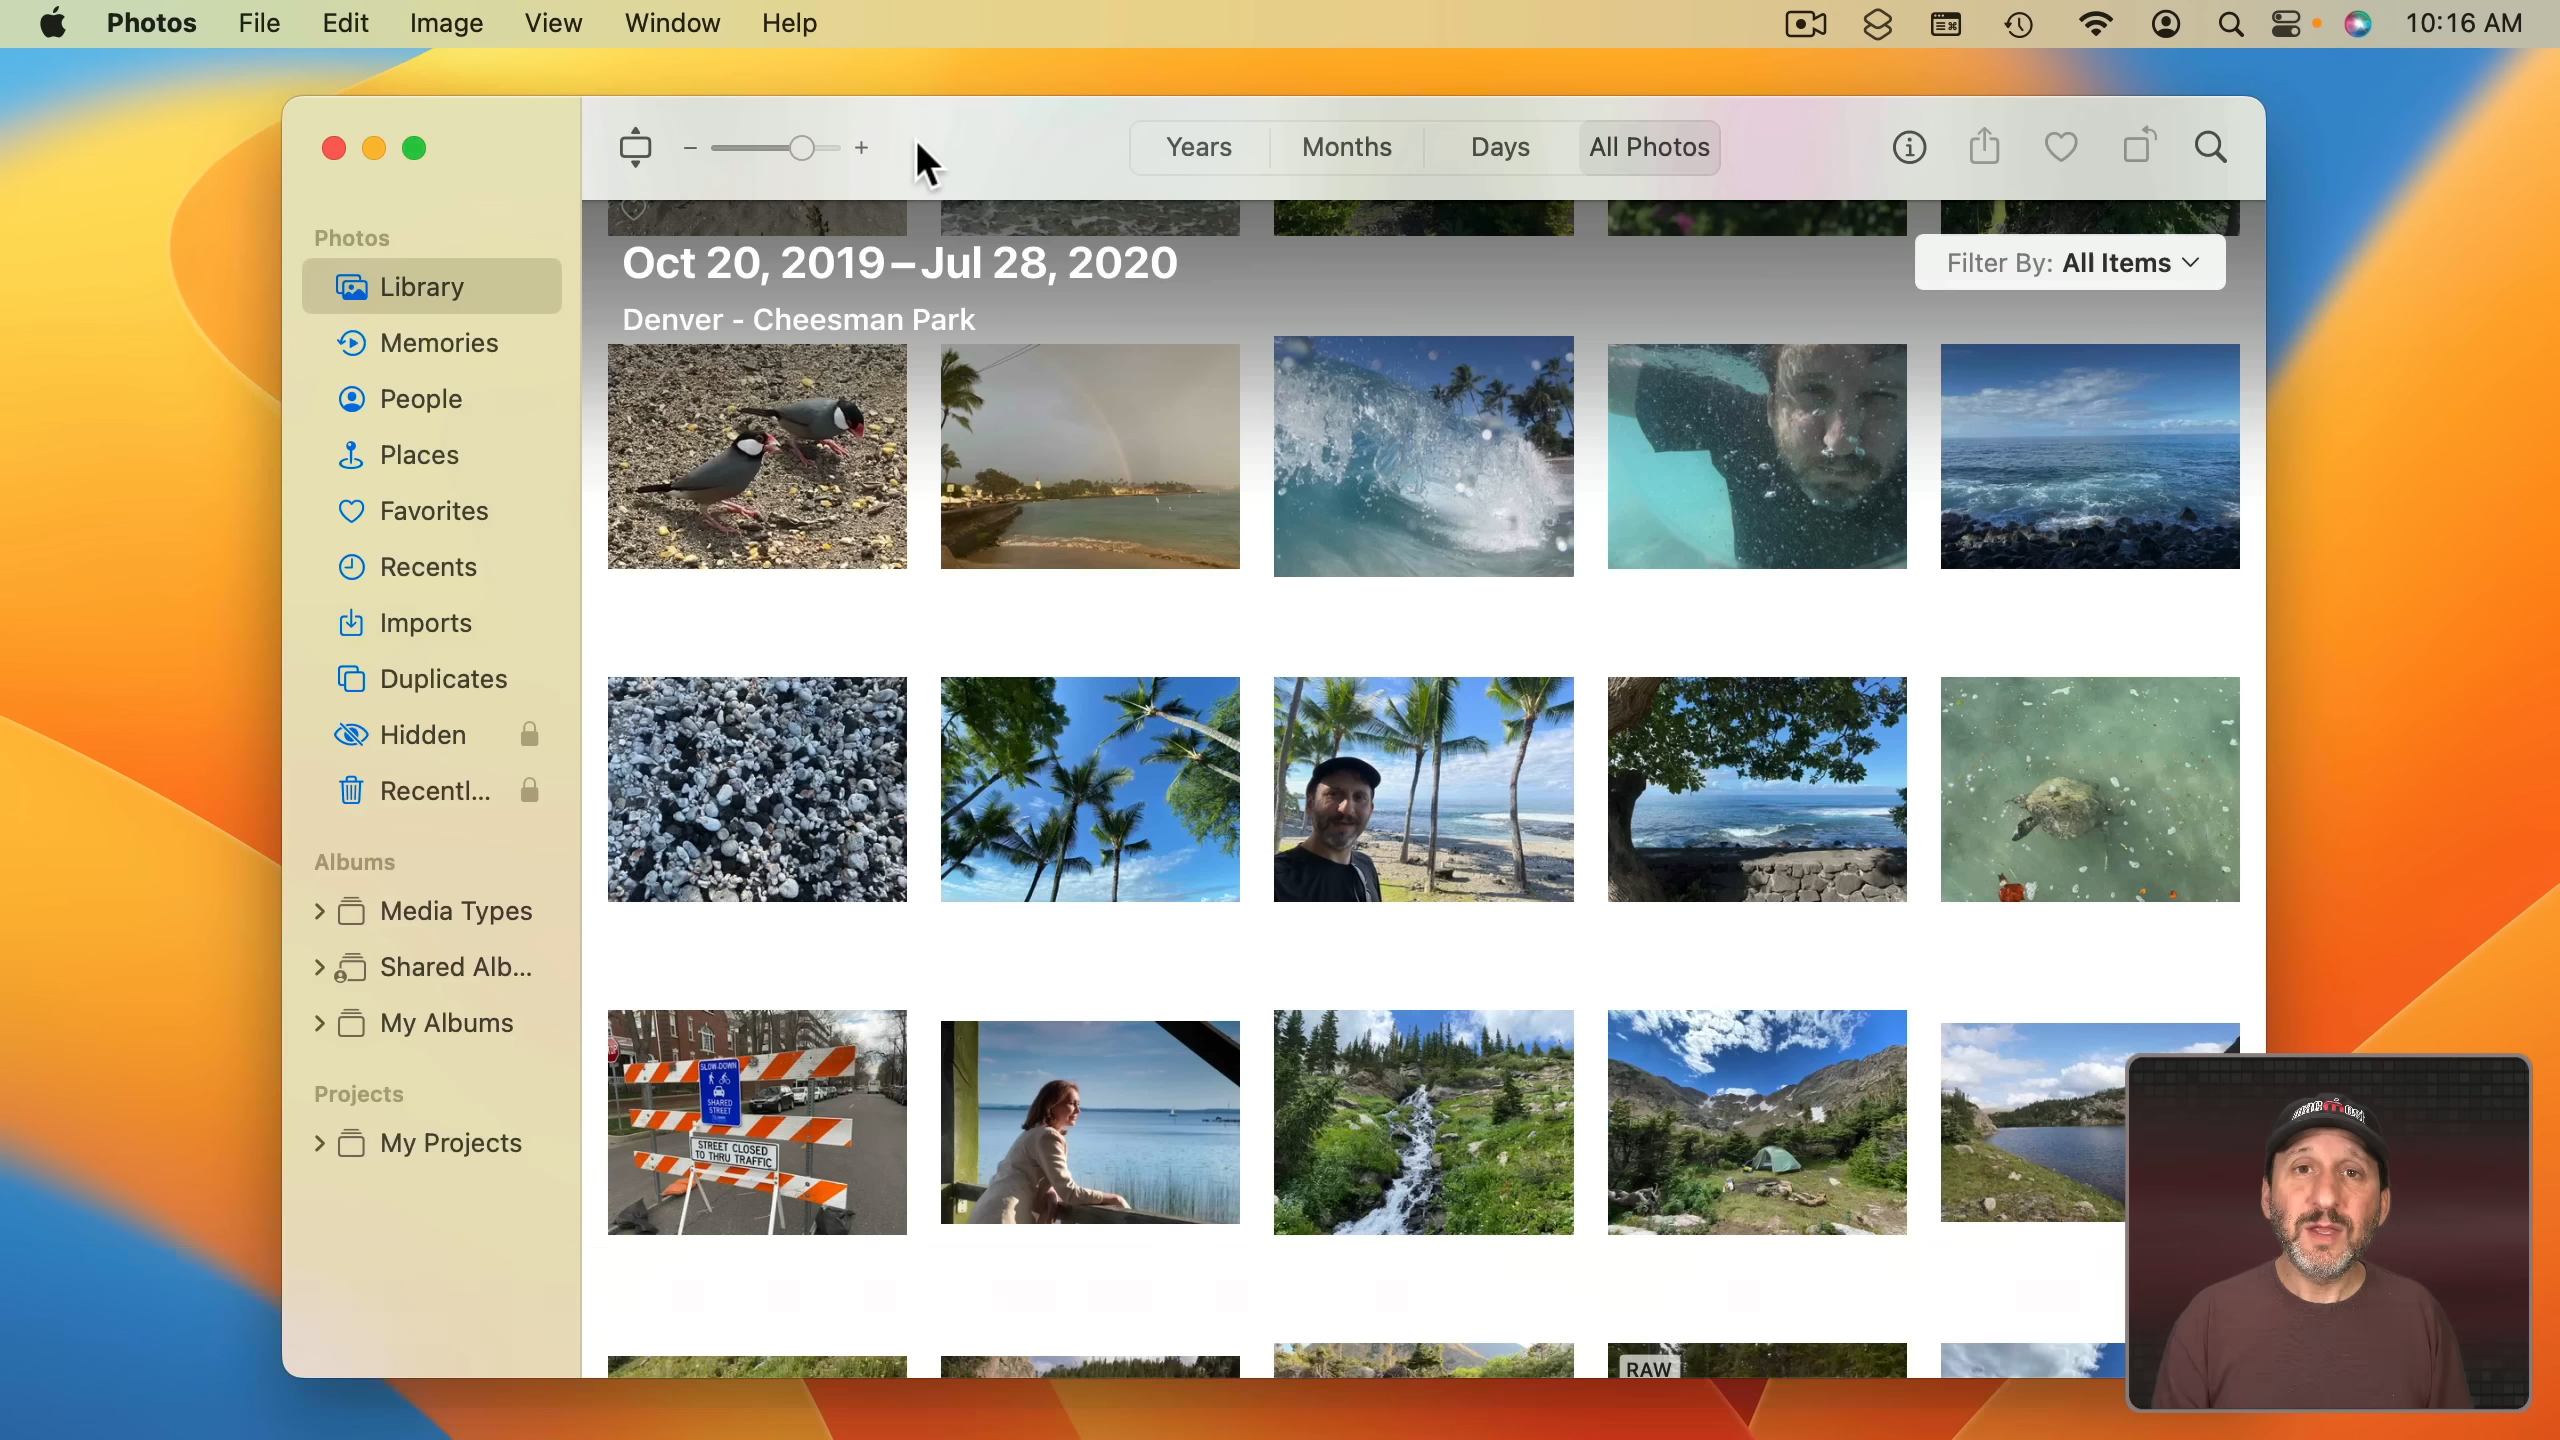 Photos File Edit Image View Window Help 10:16 AM
Years Months Days All Photos
Photos
Library
Memories
People
Places
Favorites
Recents
Imports
Duplicates
Hidden
Recentl...
Albums
Media Types
Shared Alb...
My Albums
Projects
My Projects
Oct 20, 2019–Jul 28, 2020
Denver - Cheesman Park
Filter By: All Items
SLOW DOWN
SHARED
STREET
STREET CLOSED
TO THRU TRAFFIC
RAW